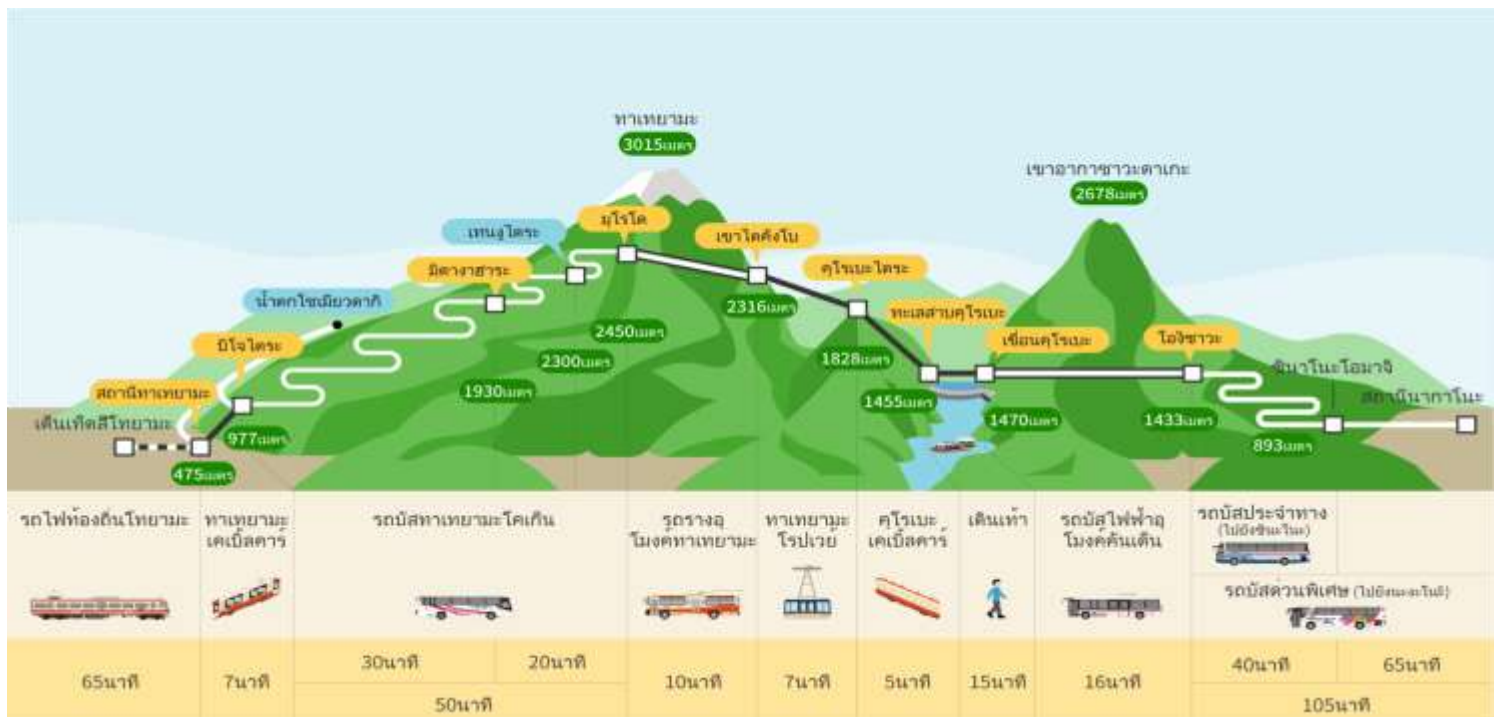 ทาเทยามะ
3015เมตร
เขาอากาซาวะดาเกะ
2678เมตร
มุโรโด
เทนงูไดระ
เขาไดคังโบ
มิดางาฮาระ
คุโรเบะไดระ
น้ำตกโชเมียวดากิ
2316เมตร
ทะเลสาบคุโรเบะ
2450เมตร
บิโจไดระ
เขื่อนคุโรเบะ
โองิซาวะ
2300เมตร
1828เมตร
ชินาโนะโอมาจิ
1930เมตร
สถานีทาเทยามะ
1455เมตร
สถานีนากาโนะ
เด็นเท็ตสึโทยามะ
977เมตร
1470เมตร
1433เมตร
893เมตร
475เมตร
รถไฟท้องถิ่นโทยามะ
ทาเทยามะ
เคเบิ้ลคาร์
รถบัสทาเทยามะโคเก็น
รถรางอุ
โมงค์ทาเทยามะ
ทาเทยามะ
โรปเวย์
คุโรเบะ
เคเบิ้ลคาร์
เดินเท้า
รถบัสไฟฟ้าอุ
โมงค์คันเด็น
รถบัสประจำทาง
(ไปยังชินะโนะ)
รถบัสด่วนพิเศษ
65นาที
7นาที
30นาที
20นาที
50นาที
10นาที
7นาที
5นาที
15นาที
16นาที
40นาที
65นาที
105นาที